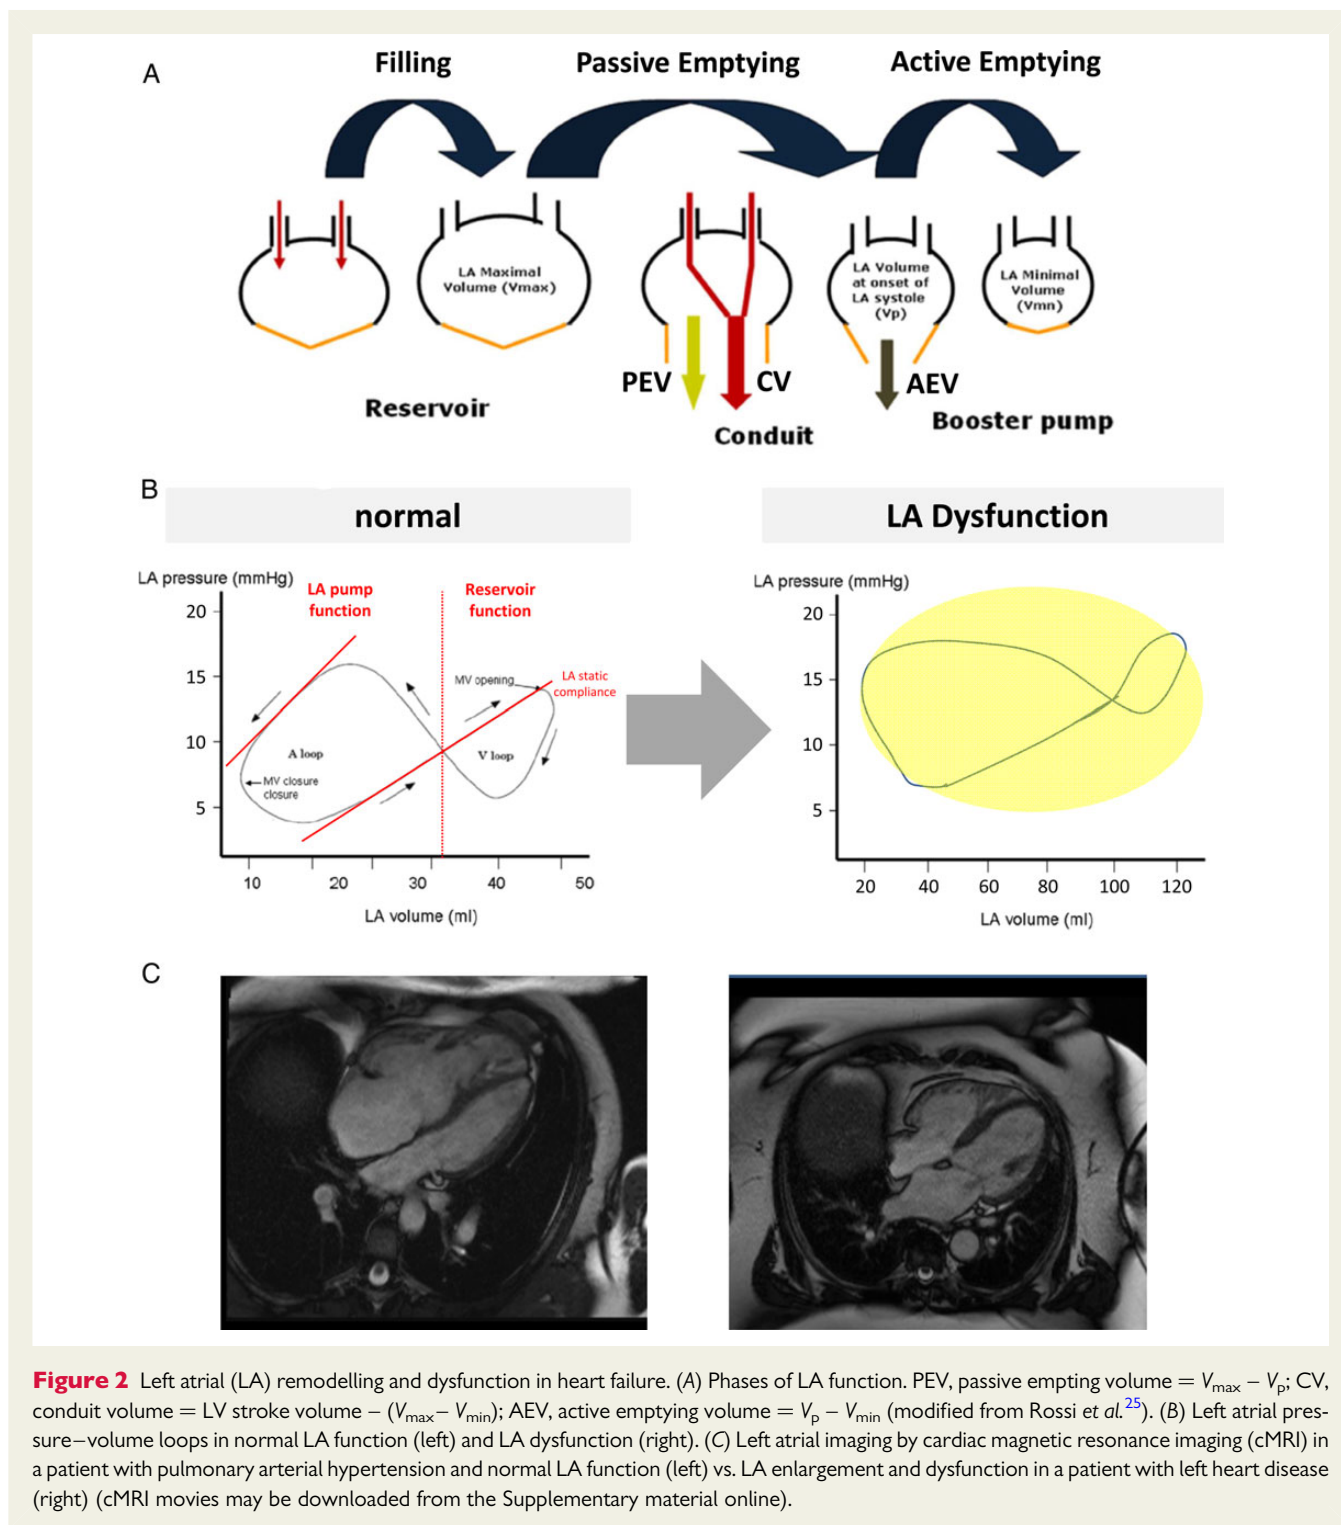 A
Filling
Passive Emptying
Active Emptying
LA Maximal
Volume (Vmax)
LA Volume
at onset of
LA systole
(Vp)
LA Minimal
Volume
(Vmn)
PEV
CV
AEV
Reservoir
Conduit
Booster pump
B
normal
LA Dysfunction
LA pressure (mmHg)
LA pump
function
Reservoir
function
20
15
10
5
MV opening
LA static
compliance
A loop
V loop
MV closure
closure
10
20
30
40
50
LA volume (ml)
LA pressure (mmHg)
20
15
10
5
20
40
60
80
100
120
LA volume (ml)
C
Figure 2 Left atrial (LA) remodelling and dysfunction in heart failure. (A) Phases of LA function. PEV, passive empting volume = Vmax – Vp; CV,
conduit volume = LV stroke volume – (Vmax– Vmin); AEV, active emptying volume = Vp – Vmin (modified from Rossi et al.25). (B) Left atrial pres-
sure–volume loops in normal LA function (left) and LA dysfunction (right). (C) Left atrial imaging by cardiac magnetic resonance imaging (cMRI) in
a patient with pulmonary arterial hypertension and normal LA function (left) vs. LA enlargement and dysfunction in a patient with left heart disease
(right) (cMRI movies may be downloaded from the Supplementary material online).